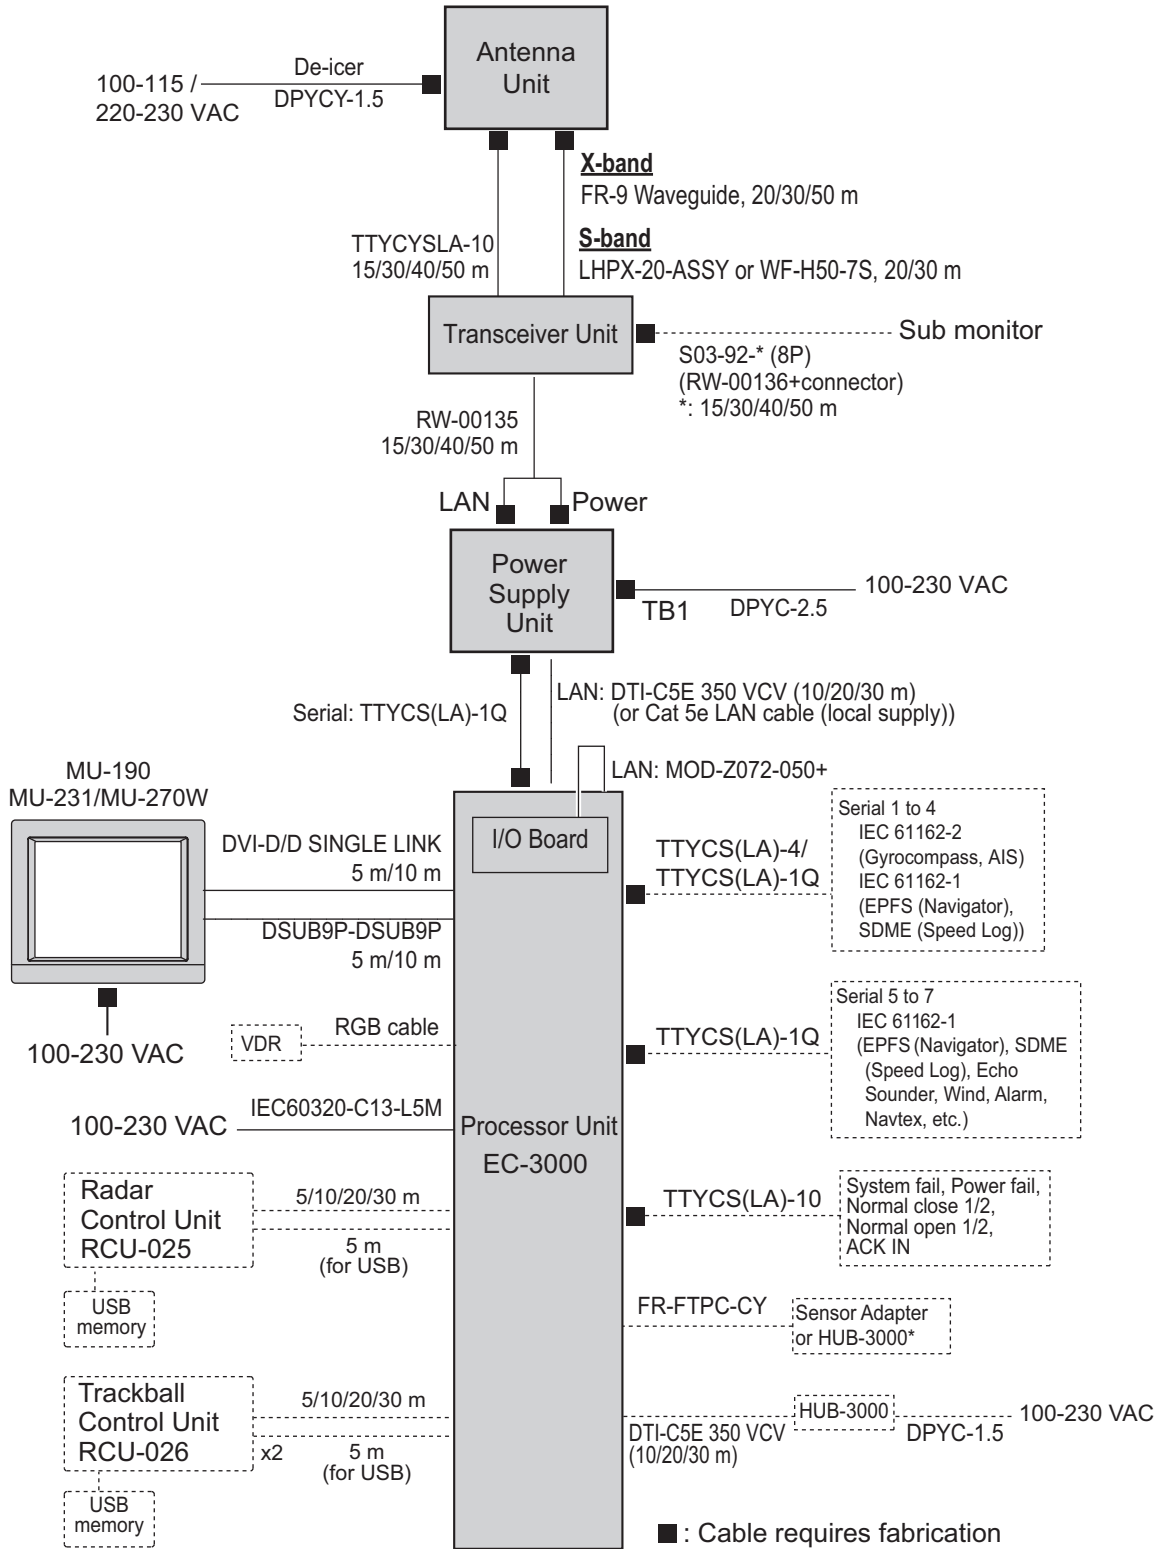 Antenna
Unit
De-icer
100-115 /
220-230 VAC
DPYCY-1.5
X-band
FR-9 Waveguide, 20/30/50 m
TTYCYSLA-10
15/30/40/50 m
S-band
LHPX-20-ASSY or WF-H50-7S, 20/30 m
Transceiver Unit
Sub monitor
S03-92-* (8P)
(RW-00136+connector)
*: 15/30/40/50 m
RW-00135
15/30/40/50 m
LAN
Power
Power
Supply
Unit
TB1
DPYC-2.5
100-230 VAC
LAN: DTI-C5E 350 VCV (10/20/30 m)
(or Cat 5e LAN cable (local supply))
Serial: TTYCS(LA)-1Q
LAN: MOD-Z072-050+
MU-190
MU-231/MU-270W
DVI-D/D SINGLE LINK
5 m/10 m
DSUB9P-DSUB9P
5 m/10 m
100-230 VAC
I/O Board
TTYCS(LA)-4/
TTYCS(LA)-1Q
Serial 1 to 4
IEC 61162-2
(Gyrocompass, AIS)
IEC 61162-1
(EPFS (Navigator),
SDME (Speed Log))
VDR
RGB cable
TTYCS(LA)-1Q
Serial 5 to 7
IEC 61162-1
(EPFS (Navigator), SDME
(Speed Log), Echo
Sounder, Wind, Alarm,
Navtex, etc.)
100-230 VAC
IEC60320-C13-L5M
Processor Unit
EC-3000
Radar
Control Unit
RCU-025
5/10/20/30 m
5 m
(for USB)
USB
memory
TTYCS(LA)-10
System fail, Power fail,
Normal close 1/2,
Normal open 1/2,
ACK IN
FR-FTPC-CY
Sensor Adapter
or HUB-3000*
Trackball
Control Unit
RCU-026
5/10/20/30 m
x2
5 m
(for USB)
USB
memory
DTI-C5E 350 VCV
(10/20/30 m)
HUB-3000
DPYC-1.5
100-230 VAC
■ : Cable requires fabrication